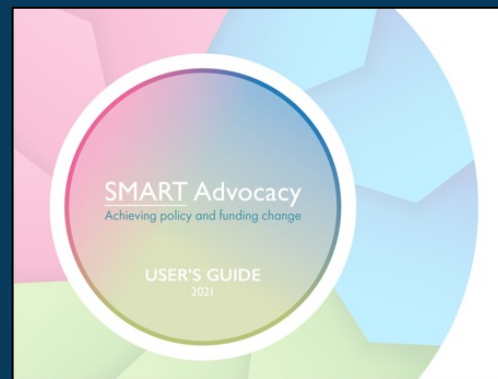 SMART Advocacy
Achieving policy and funding change
USER'S GUIDE
2021